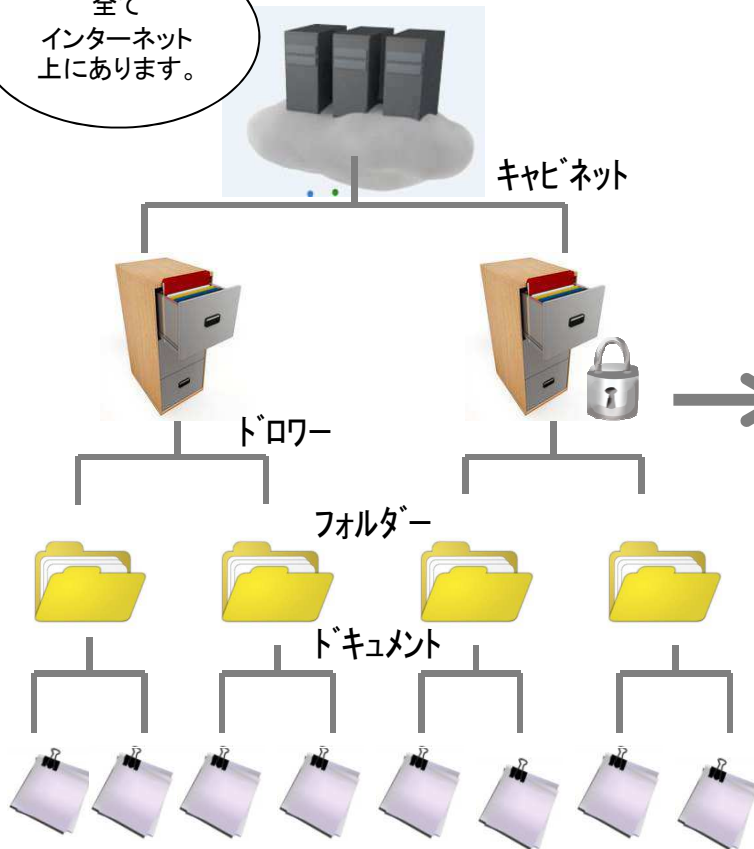 全て
インターネット
上にあります。
キャビネット
ドロワー
フォルダー
ドキュメント